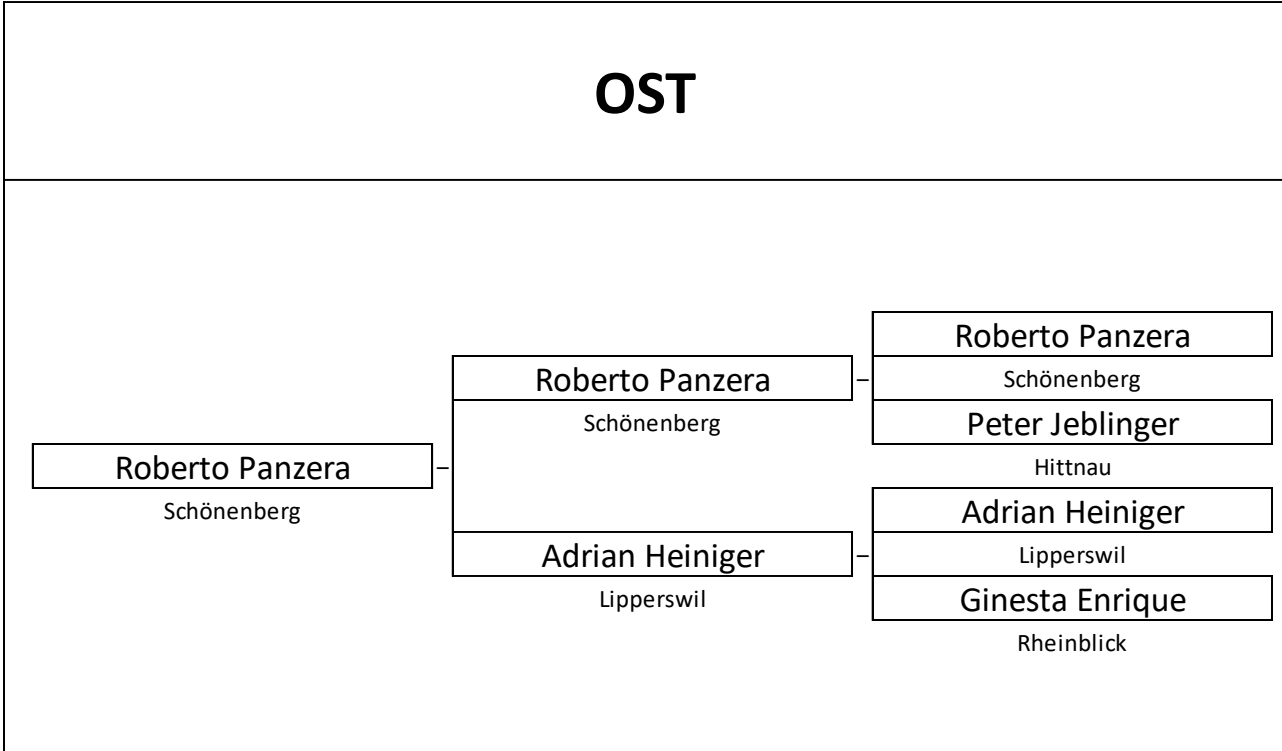 OST
Roberto Panzera
Schönenberg
Roberto Panzera
Schönenberg
Adrian Heiniger
Lipperswil
Roberto Panzera
Schönenberg
Peter Jeblinger
Hittnau
Adrian Heiniger
Lipperswil
Ginesta Enrique
Rheinblick